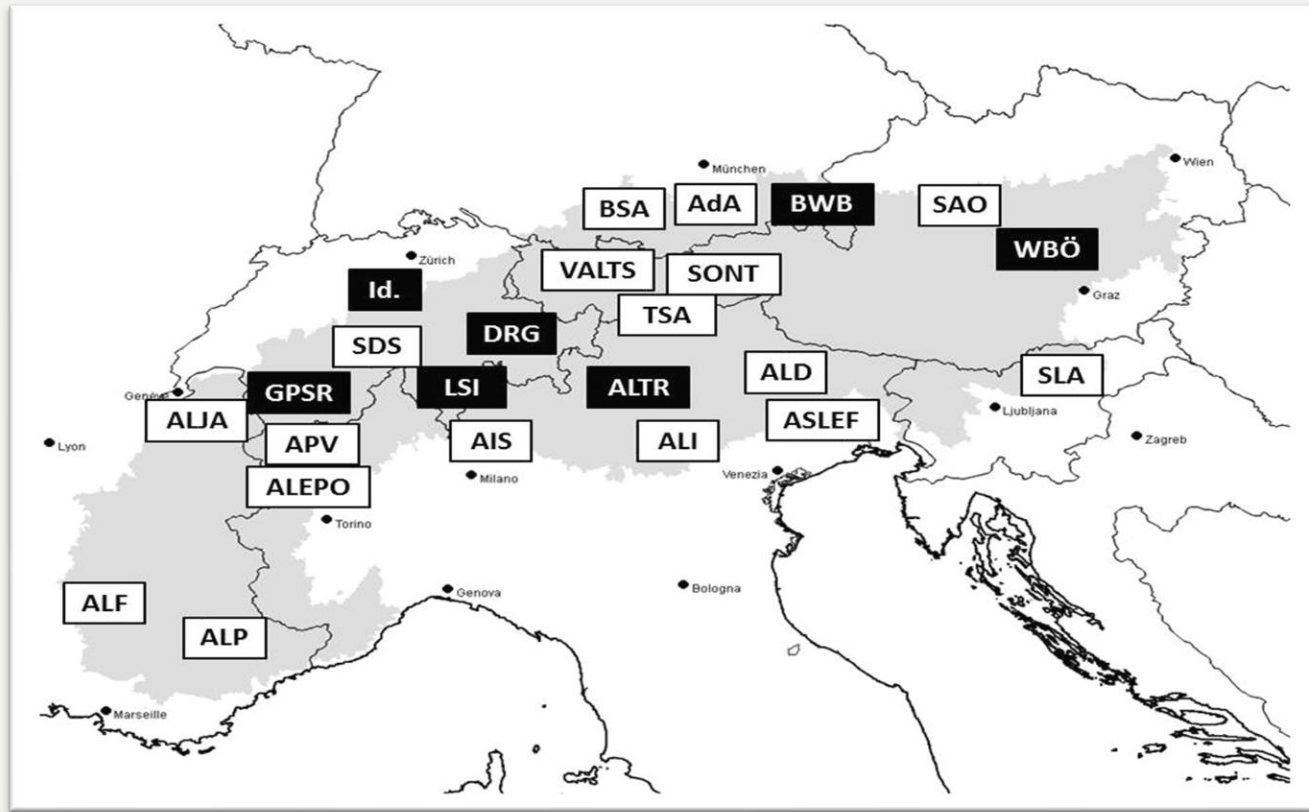 Wien
München
BSA
AdA
BWB
SAO
WBÖ
Zürich
VALTS
SONT
Id.
Graz
TSA
DRG
SDS
ALD
SLA
Genève
GPSR
LSI
ALTR
Ljubljana
ALJA
ASLEF
Lyon
APV
AIS
ALI
Zagreb
Venezia
Milano
ALEPO
Torino
Bologna
Genova
ALF
ALP
Marseille